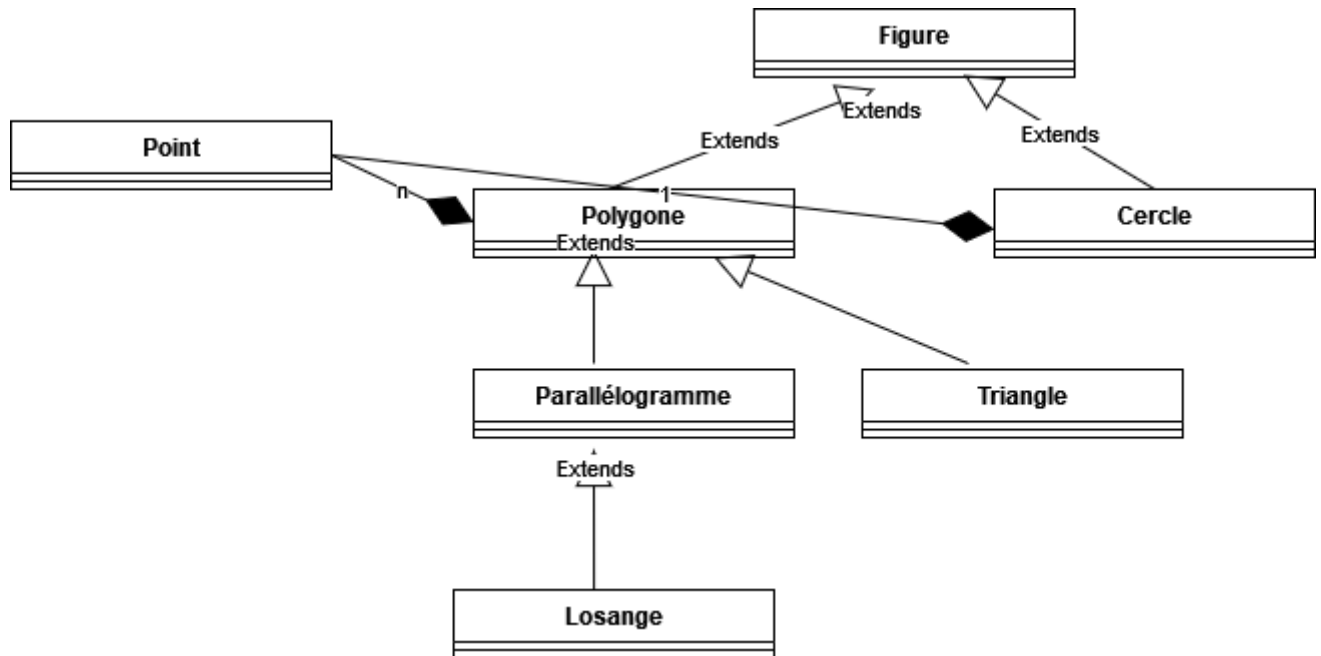 Figure
Extends
Extends
Extends
Point
n
1
Polygone
Cercle
Extends
Parallélogramme
Triangle
Extends
Losange